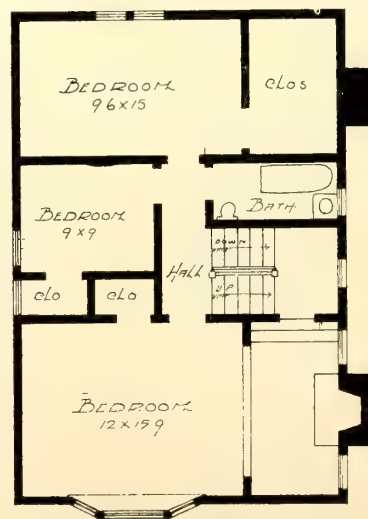 BEDROOM
9 6 x 15
CLOS
BEDROOM
9 x 9
BATH
DOWN
HALL
UP
CLO
CLO
BEDROOM
12 x 15 9